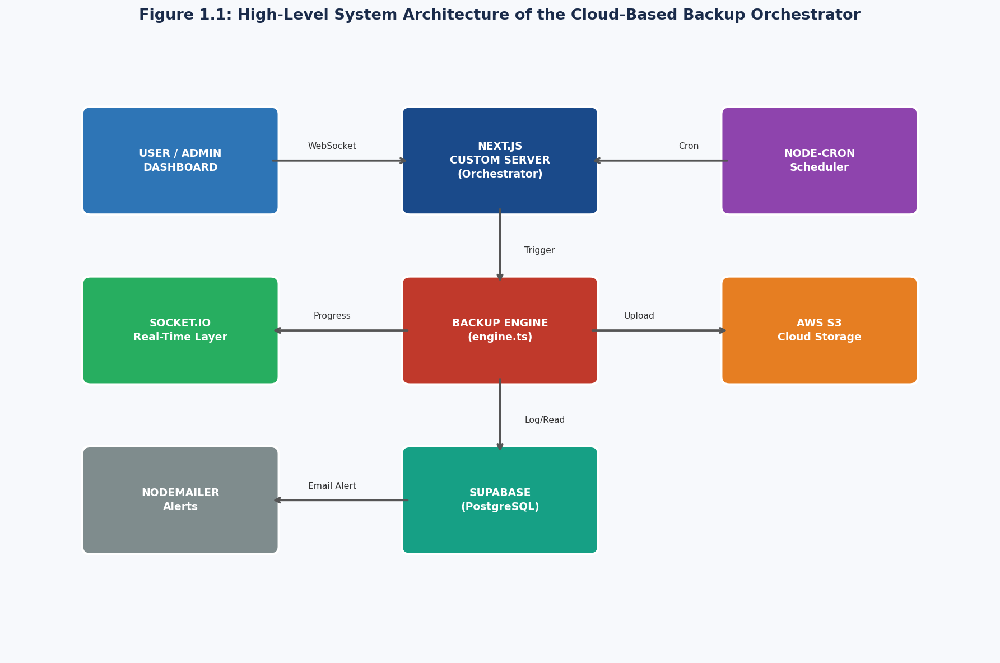 Figure 1.1: High-Level System Architecture of the Cloud-Based Backup Orchestrator
USER / ADMIN
DASHBOARD
WebSocket
NEXT.JS
CUSTOM SERVER
(Orchestrator)
Cron
NODE-CRON
Scheduler
Trigger
SOCKET.IO
Real-Time Layer
Progress
BACKUP ENGINE
(engine.ts)
Upload
AWS S3
Cloud Storage
Log/Read
NODEMAILER
Alerts
Email Alert
SUPABASE
(PostgreSQL)